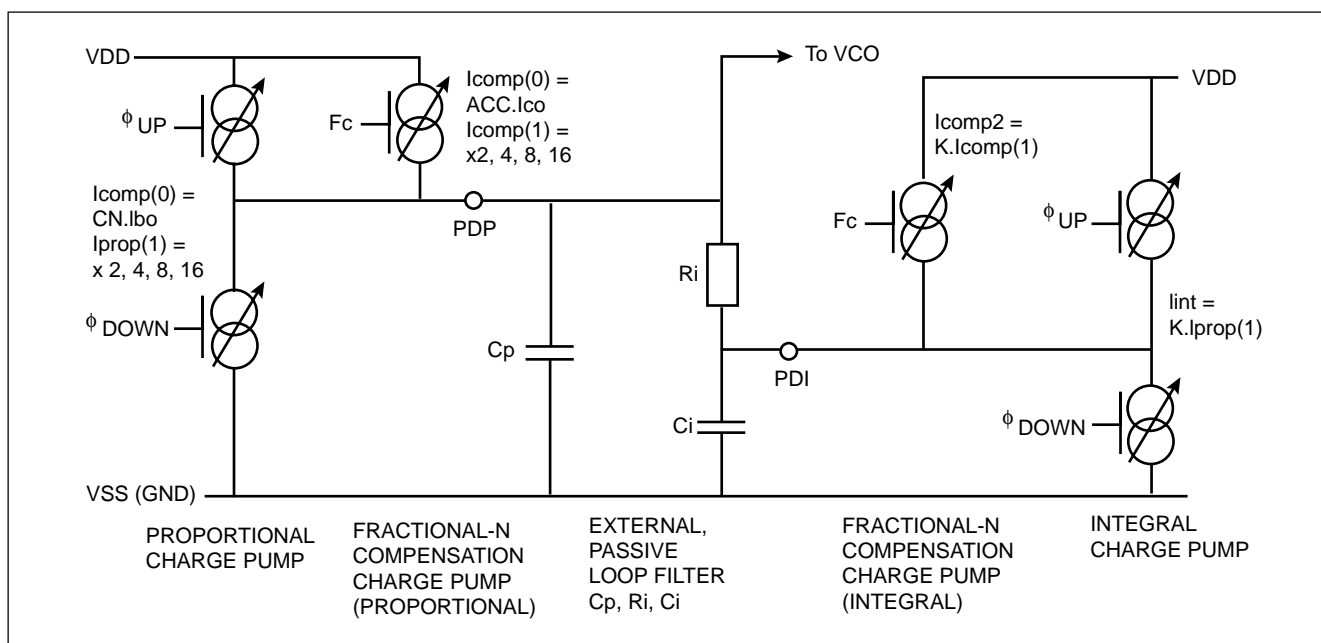 VDD
ϕ UP
Fc
Icomp(0) =
ACC.Ico
Icomp(1) =
x2, 4, 8, 16
To VCO
VDD
Icomp2 =
K.Icomp(1)
Icomp(0) =
CN.Ibo
Iprop(1) =
x 2, 4, 8, 16
PDP
Fc
ϕ UP
Ri
Iint =
K.Iprop(1)
ϕ DOWN
Cp
PDI
Ci
ϕ DOWN
VSS (GND)
PROPORTIONAL
CHARGE PUMP
FRACTIONAL-N
COMPENSATION
CHARGE PUMP
(PROPORTIONAL)
EXTERNAL,
PASSIVE
LOOP FILTER
Cp, Ri, Ci
FRACTIONAL-N
COMPENSATION
CHARGE PUMP
(INTEGRAL)
INTEGRAL
CHARGE PUMP